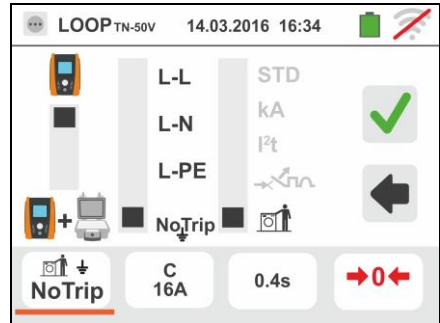 LOOP TN-50V 14.03.2016 16:34
L-L STD
L-N kA
I²t
L-PE
NoTrip
NoTrip
C
16A
0.4s
→0←